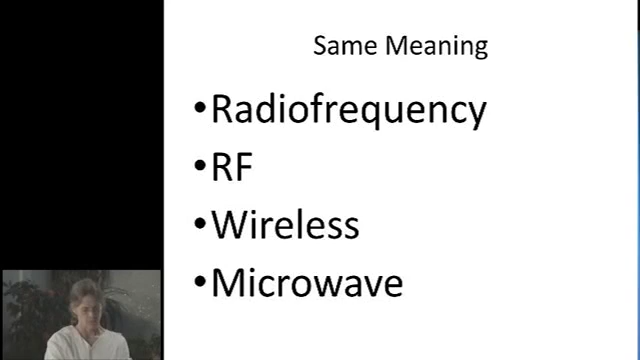 Same Meaning
•Radiofrequency
•RF
•Wireless
•Microwave